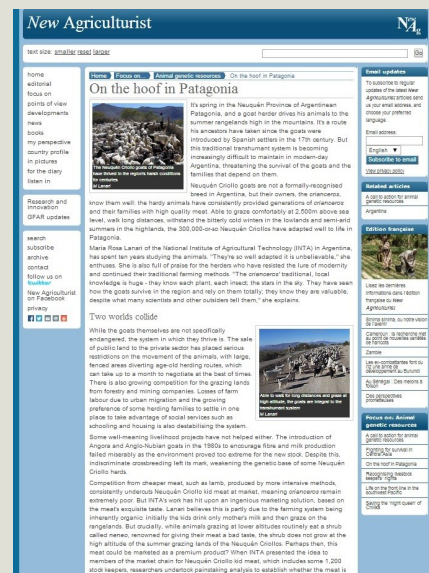 New Agriculturist
text size: smaller reset larger
Go
home
editorial
focus on
points of view
developments
news
books
my perspective
country profile
in pictures
for the diary
listen in
Research and
innovation
GFAR updates
search
subscribe
archive
contact
follow us on
twitter
New Agriculturist
on Facebook
privacy
Home Focus on... Animal genetic resources On the hoof in Patagonia
On the hoof in Patagonia
The Neuquén Criollo goats of Patagonia
have thrived in the region's harsh conditions
for centuries
M Lanari
It's spring in the Neuquén Province of Argentinean
Patagonia, and a goat herder drives his animals to the
summer rangelands high in the mountains. It's a route
his ancestors have taken since the goats were
introduced by Spanish settlers in the 17th century. But
this traditional transhumant system is becoming
increasingly difficult to maintain in modern-day
Argentina, threatening the survival of the goats and the
families that depend on them.
Neuquén Criollo goats are not a formally-recognised
breed in Argentina, but their owners, the crianceros,
know them well: the hardy animals have consistently provided generations of crianceros
and their families with high quality meat. Able to graze comfortably at 2,500m above sea
level, walk long distances, withstand the bitterly cold winters in the lowlands and semi-arid
summers in the highlands, the 300,000-or-so Neuquén Criollos have adapted well to life in
Patagonia.
Maria Rosa Lanari of the National Institute of Agricultural Technology (INTA) in Argentina,
has spent ten years studying the animals. "They're so well adapted it is unbelievable," she
enthuses. She is also full of praise for the herders who have resisted the lure of modernity
and continued their traditional farming methods. "The crianceros' traditional, local
knowledge is huge - they know each plant, each insect; the stars in the sky. They have seen
how the goats survive in the region and rely on them totally; they know they are valuable,
despite what many scientists and other outsiders tell them," she explains.
Two worlds collide
While the goats themselves are not specifically
endangered, the system in which they thrive is. The sale
of public land to the private sector has placed serious
restrictions on the movement of the animals, with large,
fenced areas diverting age-old herding routes, which
can take up to a month to negotiate at the best of times.
There is also growing competition for the grazing lands
from forestry and mining companies. Losses of farm
labour due to urban migration and the growing
preference of some herding families to settle in one
place to take advantage of social services such as
schooling and housing is also destabilising the system.
Able to walk for long distances and graze at
high altitude, the goats are integral to the
transhumant system
M Lanari
Some well-meaning livelihood projects have not helped either. The introduction of
Angora and Anglo-Nubian goats in the 1980s to encourage fibre and milk production
failed miserably as the environment proved too extreme for the new stock. Despite this,
indiscriminate crossbreeding left its mark, weakening the genetic base of some Neuquén
Criollo herds.
Competition from cheaper meat, such as lamb, produced by more intensive methods,
consistently undercuts Neuquén Criollo kid meat at market, meaning crianceros remain
extremely poor. But INTA's work has hit upon an ingenious marketing solution, based on
the meat's exquisite taste. Lanari believes this is partly due to the farming system being
inherently organic: initially the kids drink only mother's milk and then graze on the
rangelands. But crucially, while animals grazing at lower altitudes routinely eat a shrub
called neneo, renowned for giving their meat a bad taste, the shrub does not grow at the
high altitude of the summer grazing lands of the Neuquén Criollos. Perhaps then, this
meat could be marketed as a premium product? When INTA presented the idea to
members of the market chain for Neuquén Criollo kid meat, which includes some 1,200
stock keepers, researchers undertook painstaking analysis to establish whether the meat is
Email updates
To subscribe to regular
updates of the latest New
Agriculturist articles send
us your email address, and
choose your preferred
language.
Email address:
English
Subscribe to email
View privacy policy
Related articles
A call to action for animal
genetic resources
Argentina
Edition française
Lisez les dernières
informations dans l'édition
française du New
Agriculturist
Cameroun : la recherche met
au point de nouvelles variétés
de haricots
Zambie
Les ex-combattantes font du
riz une arme de
développement au Burundi
Au Sénégal : Des melons à
foison
Des perspectives
prometteuses
Focus on: Animal
genetic resources
A call to action for animal
genetic resources
Fighting for survival in
Central Asia
On the hoof in Patagonia
Recognising livestock
keepers' rights
Life on the front line in the
southwest Pacific
Saving the 'night queen' of
Chilwa